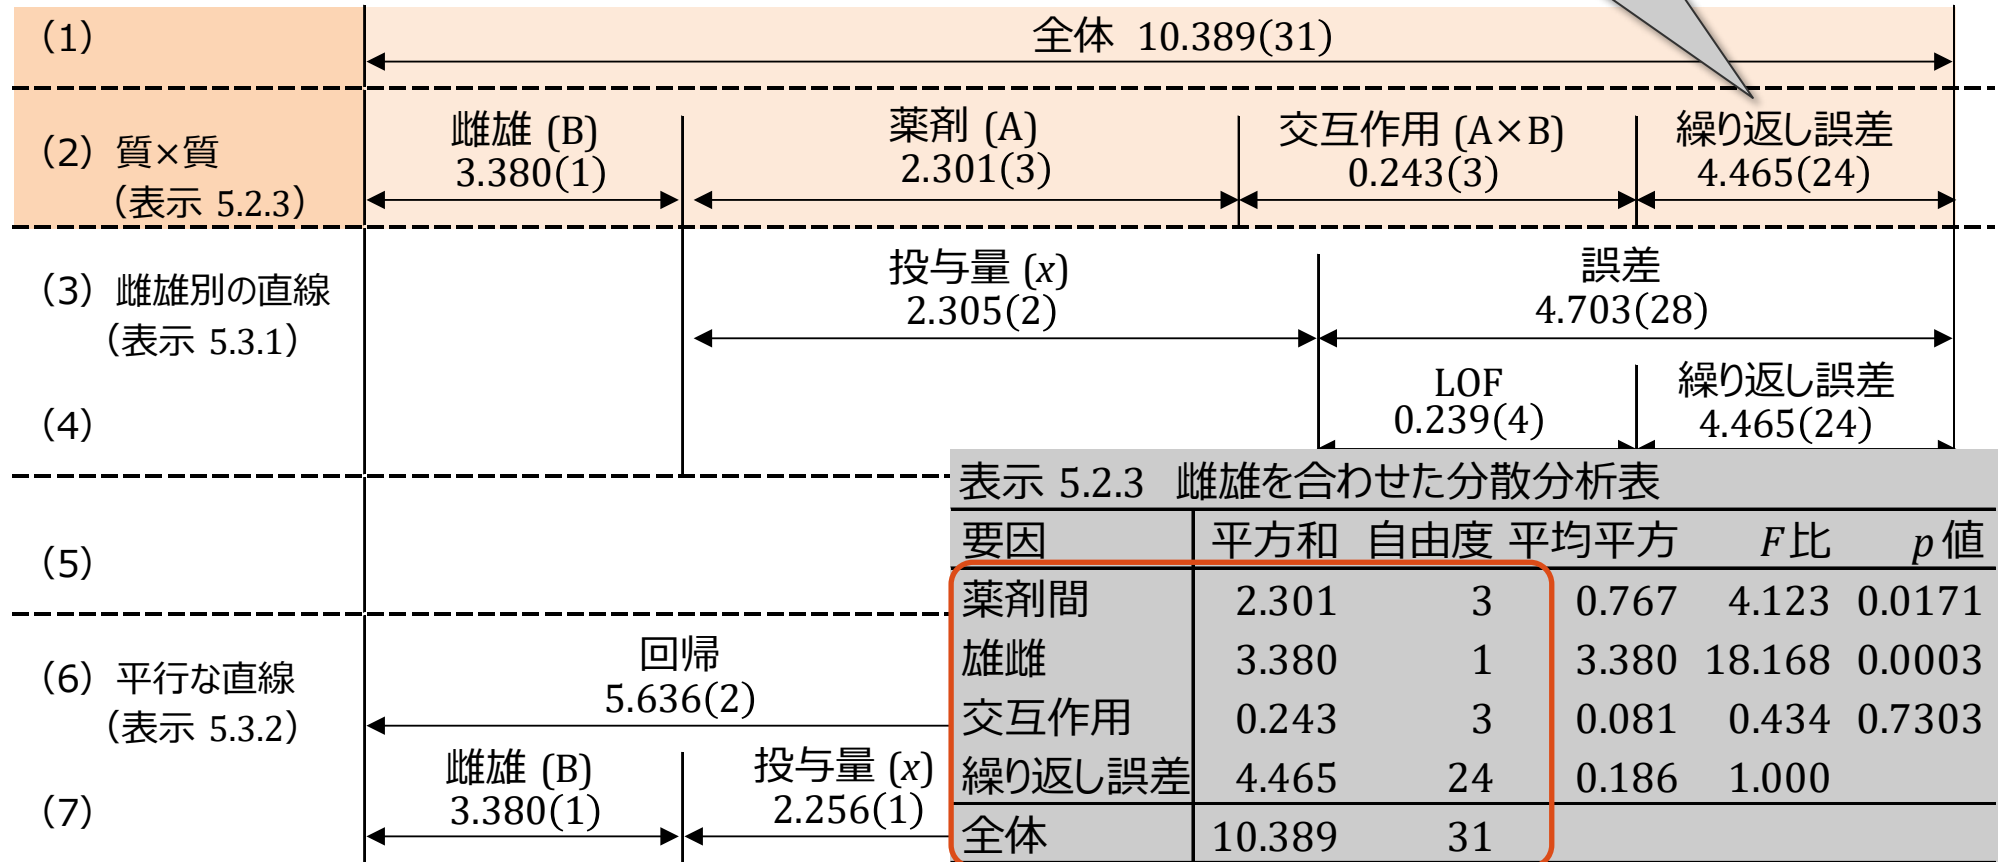 (1)
全体 10.389(31)
(2) 質×質
(表示 5.2.3)
雌雄 (B)
3.380(1)
薬剤 (A)
2.301(3)
交互作用 (A×B)
0.243(3)
繰り返し誤差
4.465(24)
(3) 雌雄別の直線
(表示 5.3.1)
投与量 (x)
2.305(2)
誤差
4.703(28)
(4)
LOF
0.239(4)
繰り返し誤差
4.465(24)
(5)
(6) 平行な直線
(表示 5.3.2)
回帰
5.636(2)
(7)
雌雄 (B)
3.380(1)
投与量 (x)
2.256(1)
表示 5.2.3 雌雄を合わせた分散分析表
要因 平方和 自由度 平均平方 F比 p値
薬剤間 2.301 3 0.767 4.123 0.0171
雄雌 3.380 1 3.380 18.168 0.0003
交互作用 0.243 3 0.081 0.434 0.7303
繰り返し誤差 4.465 24 0.186 1.000
全体 10.389 31